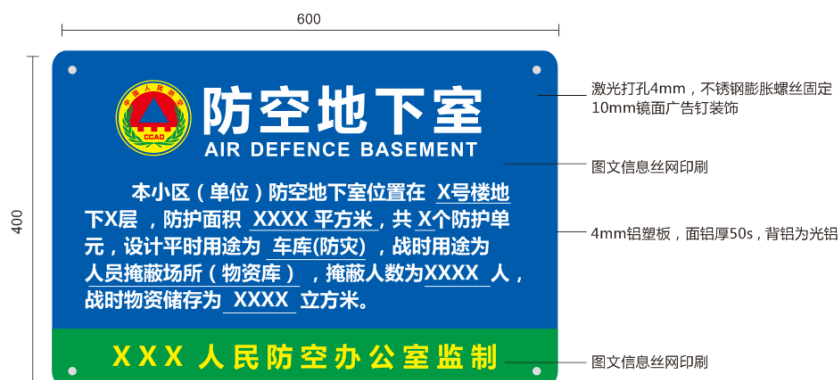 600
400
中国人民防空
CCAD
防空地下室
AIR DEFENCE BASEMENT
本小区（单位）防空地下室位置在 X号楼地
下X层 ，防护面积 XXXX 平方米，共 X个防护单
元，设计平时用途为 车库(防灾) ，战时用途为
人员掩蔽场所（物资库） ，掩蔽人数为XXXX 人，
战时物资储存为 XXXX 立方米。
XXX 人民防空办公室监制
激光打孔4mm，不锈钢膨胀螺丝固定
10mm镜面广告钉装饰
图文信息丝网印刷
4mm铝塑板，面铝厚50s，背铝为光铝
图文信息丝网印刷